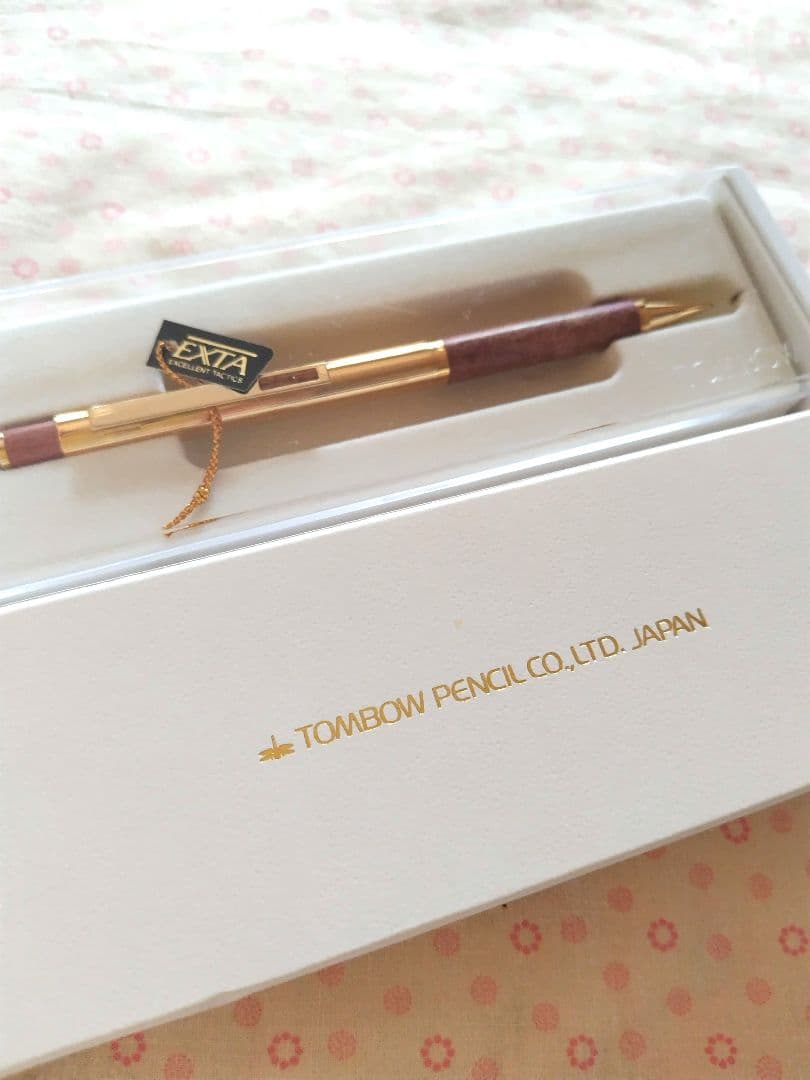 EXTA
EXCELLENT TACTICS
TOMBOW PENCIL CO.,LTD. JAPAN